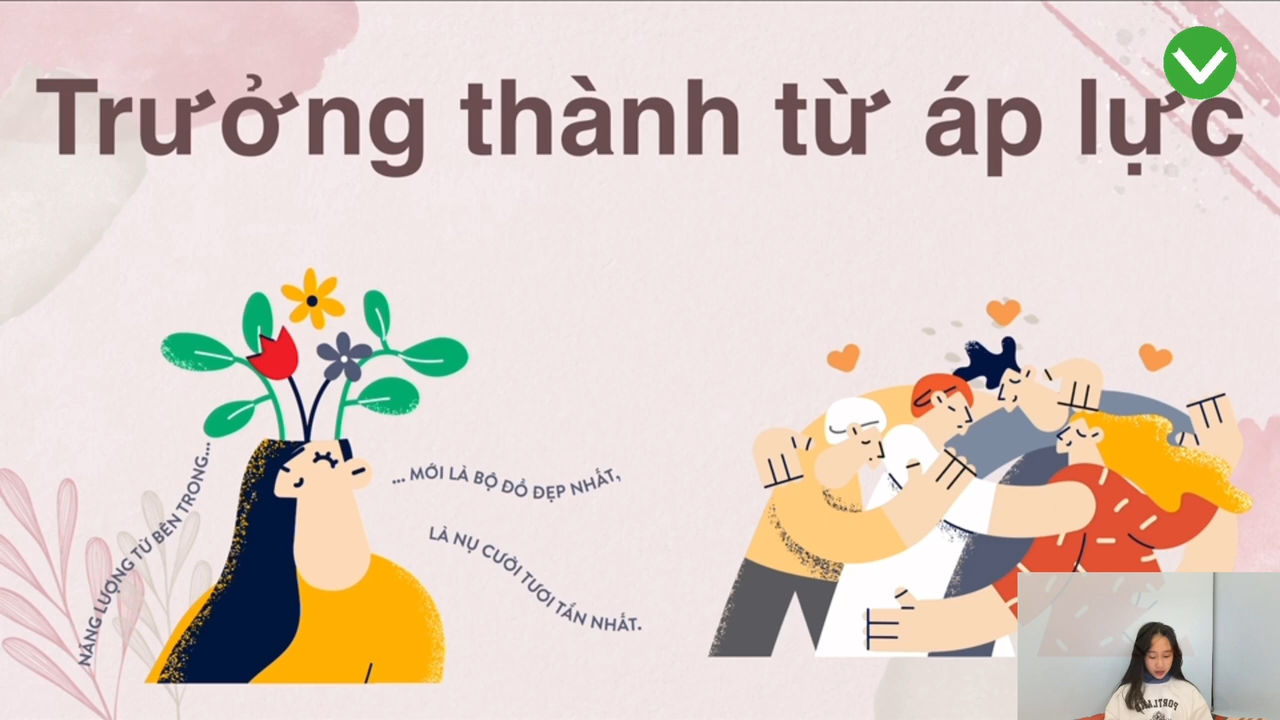 Trưởng thành từ áp lực
NĂNG LƯỢNG TỪ BÊN TRONG...
... MỚI LÀ BỘ ĐỒ ĐẸP NHẤT,
LÀ NỤ CƯỜI TƯƠI TẮN NHẤT.